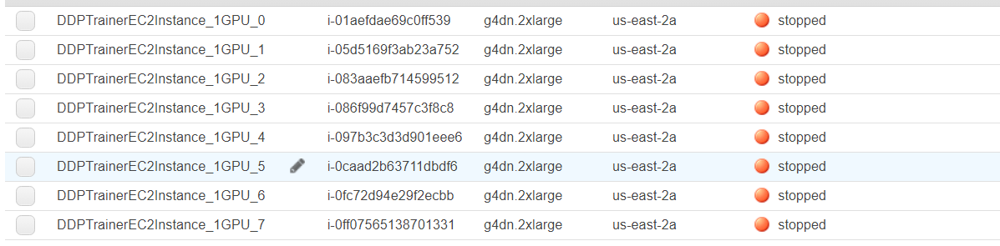 DDPTrainerEC2Instance_1GPU_0 i-01aefdae69c0ff539 g4dn.2xlarge us-east-2a stopped
DDPTrainerEC2Instance_1GPU_1 i-05d5169f3ab23a752 g4dn.2xlarge us-east-2a stopped
DDPTrainerEC2Instance_1GPU_2 i-083aaefb714599512 g4dn.2xlarge us-east-2a stopped
DDPTrainerEC2Instance_1GPU_3 i-086f99d7457c3f8c8 g4dn.2xlarge us-east-2a stopped
DDPTrainerEC2Instance_1GPU_4 i-097b3c3d3d901eee6 g4dn.2xlarge us-east-2a stopped
DDPTrainerEC2Instance_1GPU_5 i-0caad2b63711dbdf6 g4dn.2xlarge us-east-2a stopped
DDPTrainerEC2Instance_1GPU_6 i-0fc72d94e29f2ecbb g4dn.2xlarge us-east-2a stopped
DDPTrainerEC2Instance_1GPU_7 i-0ff07565138701331 g4dn.2xlarge us-east-2a stopped